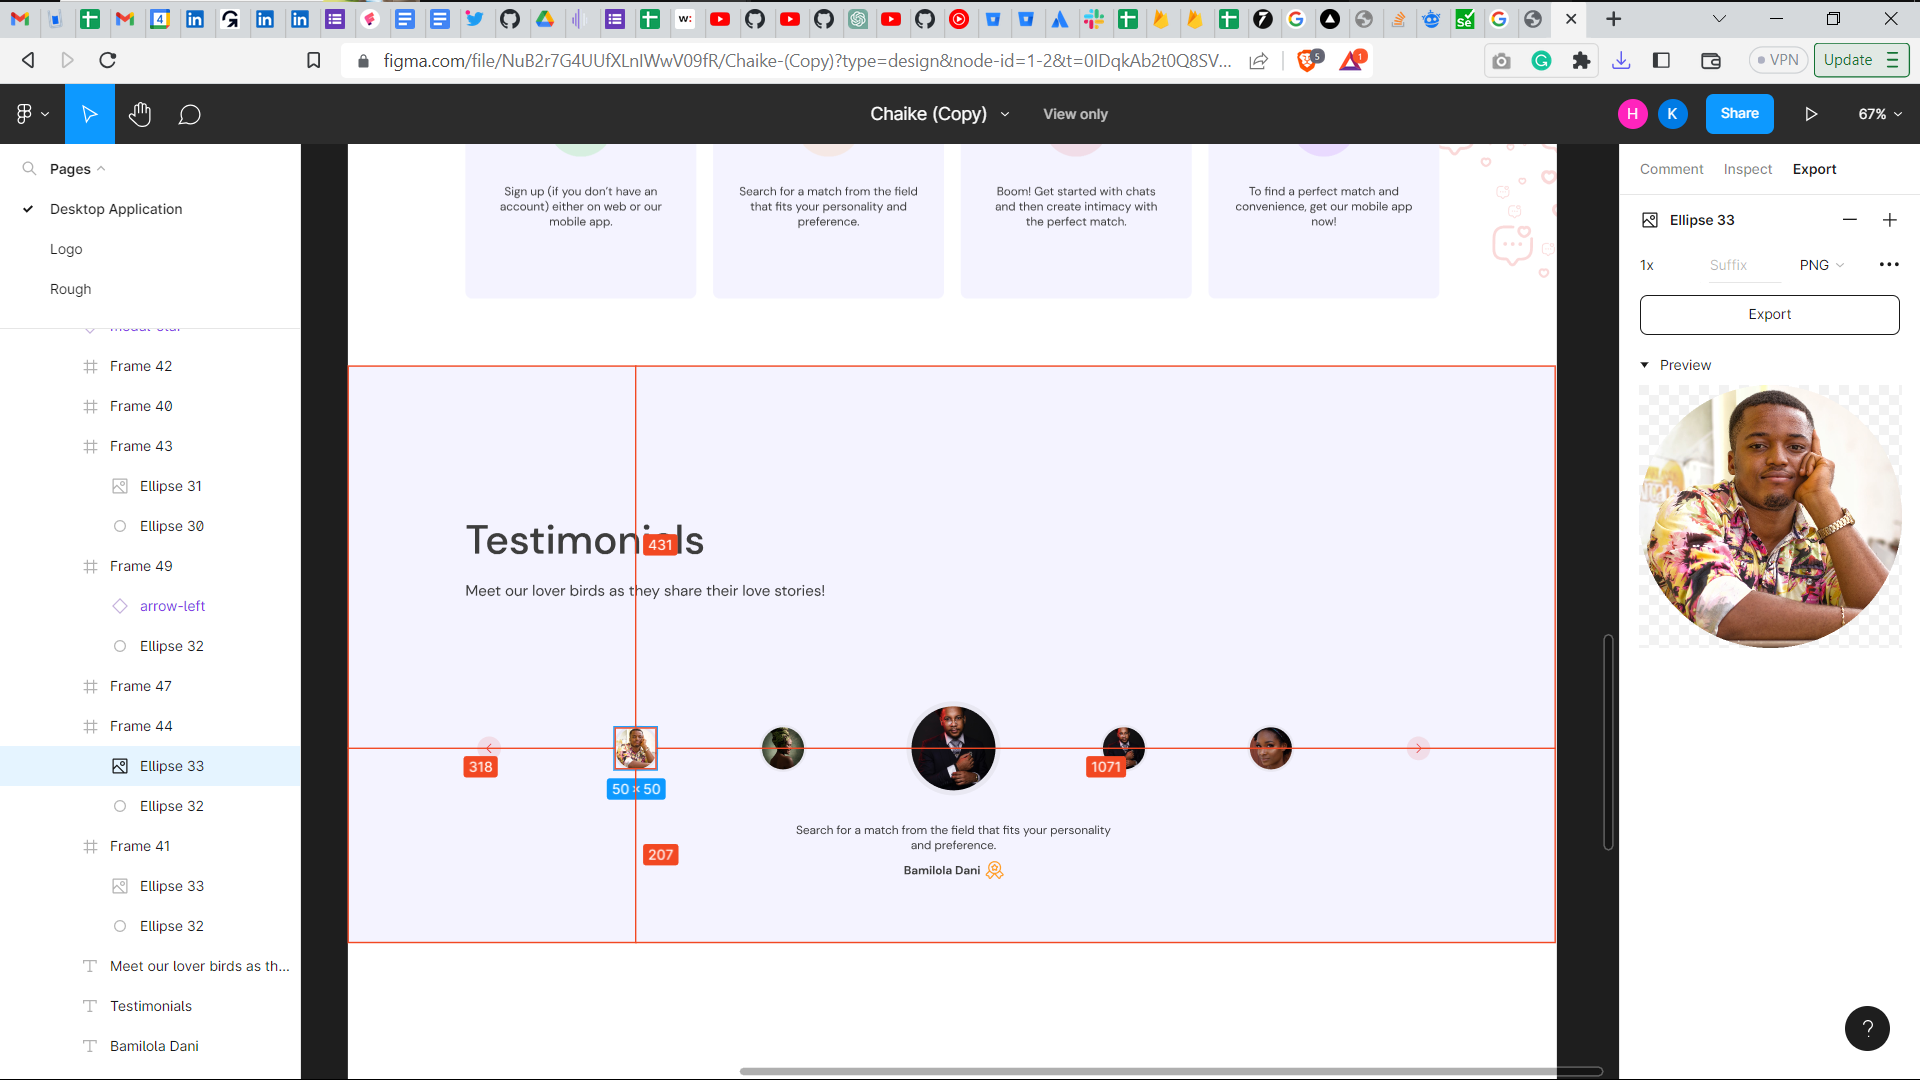 figma.com/file/NuB2r7G4UUfXLnIWwV09fR/Chaike-(Copy)?type=design&node-id=1-2&t=0IDqkAb2t0Q8SV...
5
1
VPN
Update
Chaike (Copy)
View only
H
K
Share
67%
Pages
Desktop Application
Logo
Rough
Frame 42
Frame 40
Frame 43
Ellipse 31
Ellipse 30
Frame 49
arrow-left
Ellipse 32
Frame 47
Frame 44
Ellipse 33
Ellipse 32
Frame 41
Ellipse 33
Ellipse 32
Meet our lover birds as th...
Testimonials
Bamilola Dani
Sign up (if you don't have an
account) either on web or our
mobile app.
Search for a match from the field
that fits your personality and
preference.
Boom! Get started with chats
and then create intimacy with
the perfect match.
To find a perfect match and
convenience, get our mobile app
now!
Testimonials
431
Meet our lover birds as they share their love stories!
318
1071
50 × 50
207
Search for a match from the field that fits your personality
and preference.
Bamilola Dani
Comment
Inspect
Export
Ellipse 33
1x
Suffix
PNG
Export
Preview
?